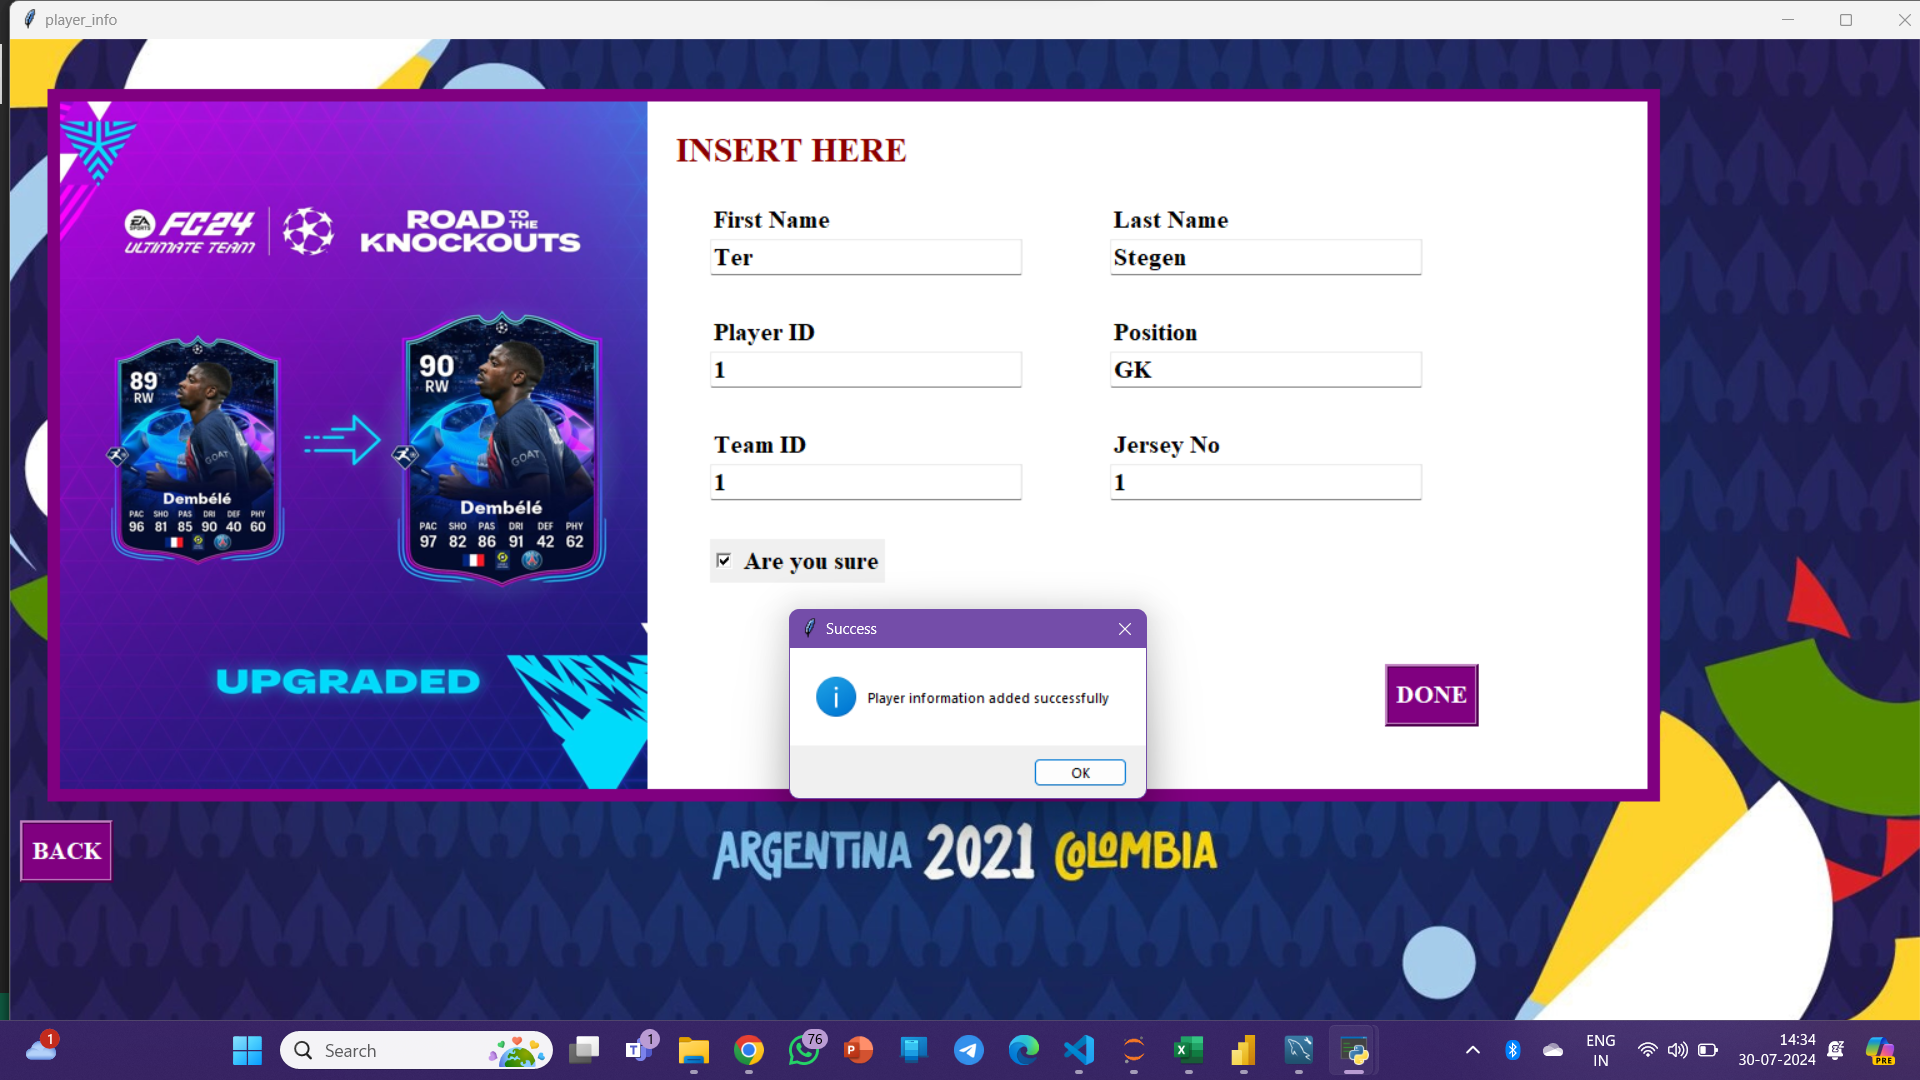 player_info
EA SPORTS FC24
ULTIMATE TEAM
ROAD TO THE
KNOCKOUTS
89
RW
GOAT
Dembélé
PAC SHO PAS DRI DEF PHY
96 81 85 90 40 60
90
RW
GOAT
Dembélé
PAC SHO PAS DRI DEF PHY
97 82 86 91 42 62
UPGRADED
INSERT HERE
First Name
Last Name
Ter
Stegen
Player ID
Position
1
GK
Team ID
Jersey No
1
1
Are you sure
Success
Player information added successfully
OK
DONE
BACK
ARGENTINA 2021 COLOMBIA
1
Search
1
76
ENG
IN
14:34
30-07-2024
PRE